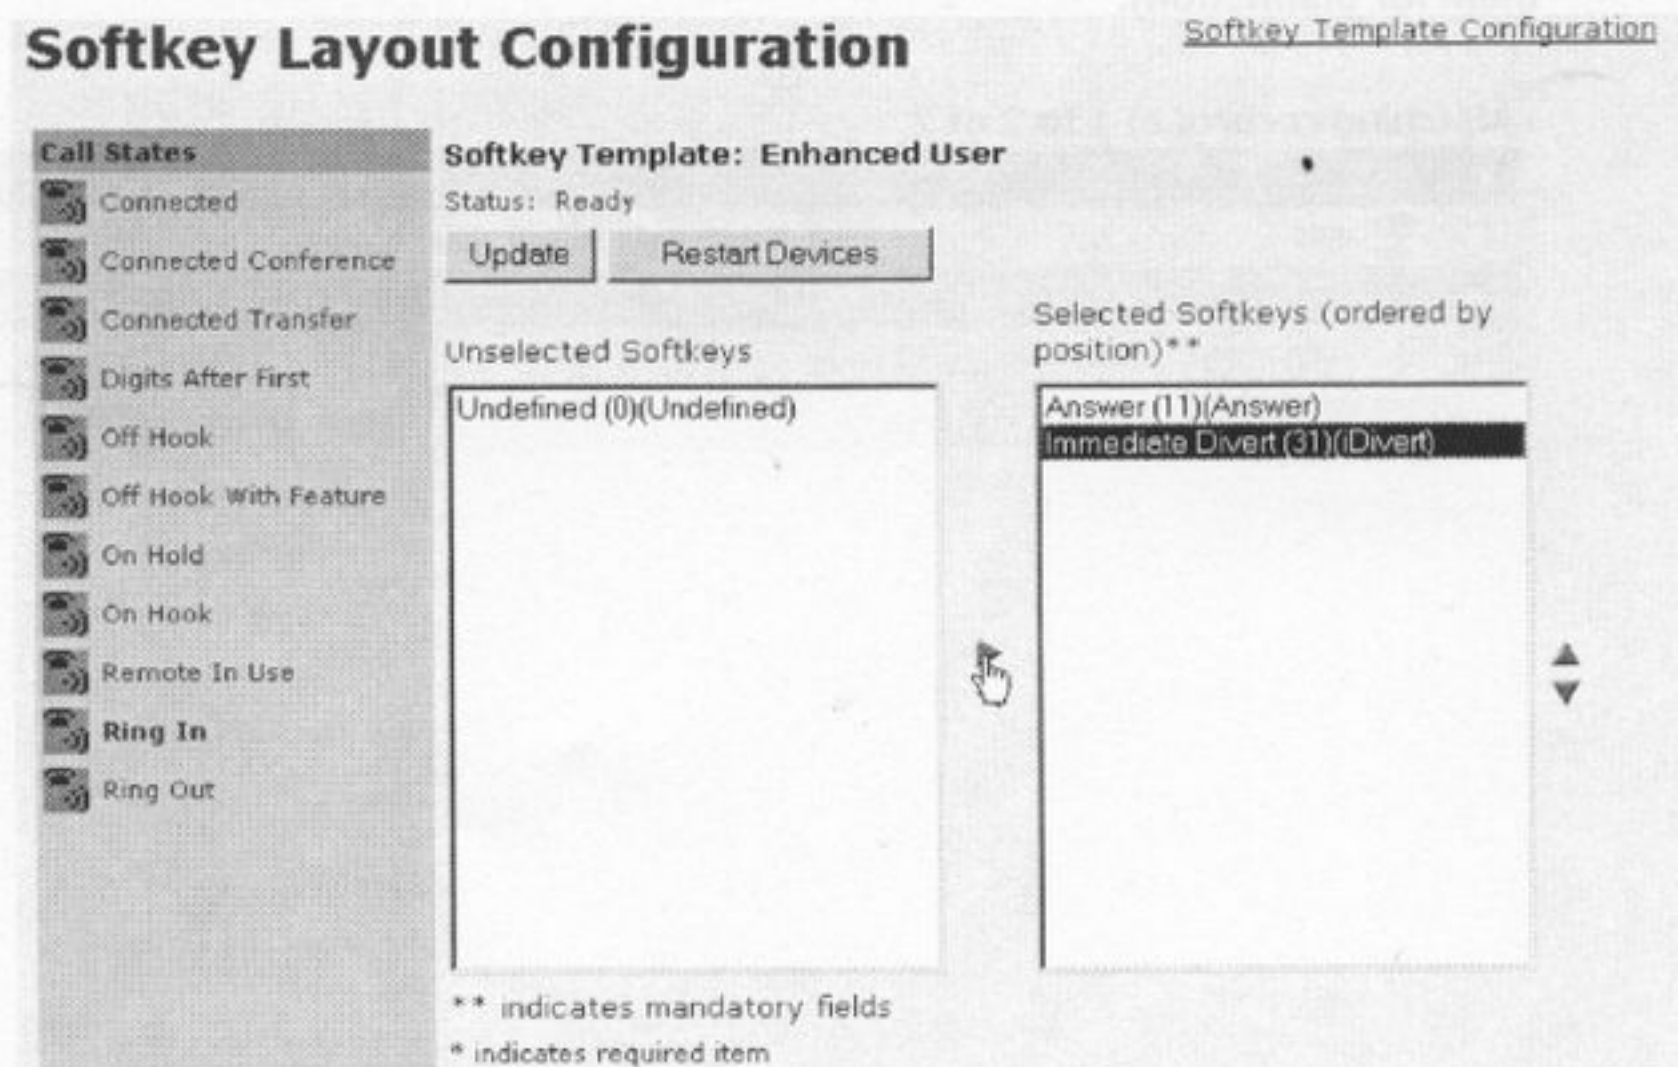 Softkey Layout Configuration
Softkey Template Configuration
Call States
Connected
Connected Conference
Connected Transfer
Digits After First
Off Hook
Off Hook With Feature
On Hold
On Hook
Remote In Use
Ring In
Ring Out
Softkey Template: Enhanced User
Status: Ready
Update
Restart Devices
Unselected Softkeys
Undefined (0)(Undefined)
Selected Softkeys (ordered by
position)**
Answer (11)(Answer)
Immediate Divert (31)(iDivert)
** indicates mandatory fields
* indicates required item